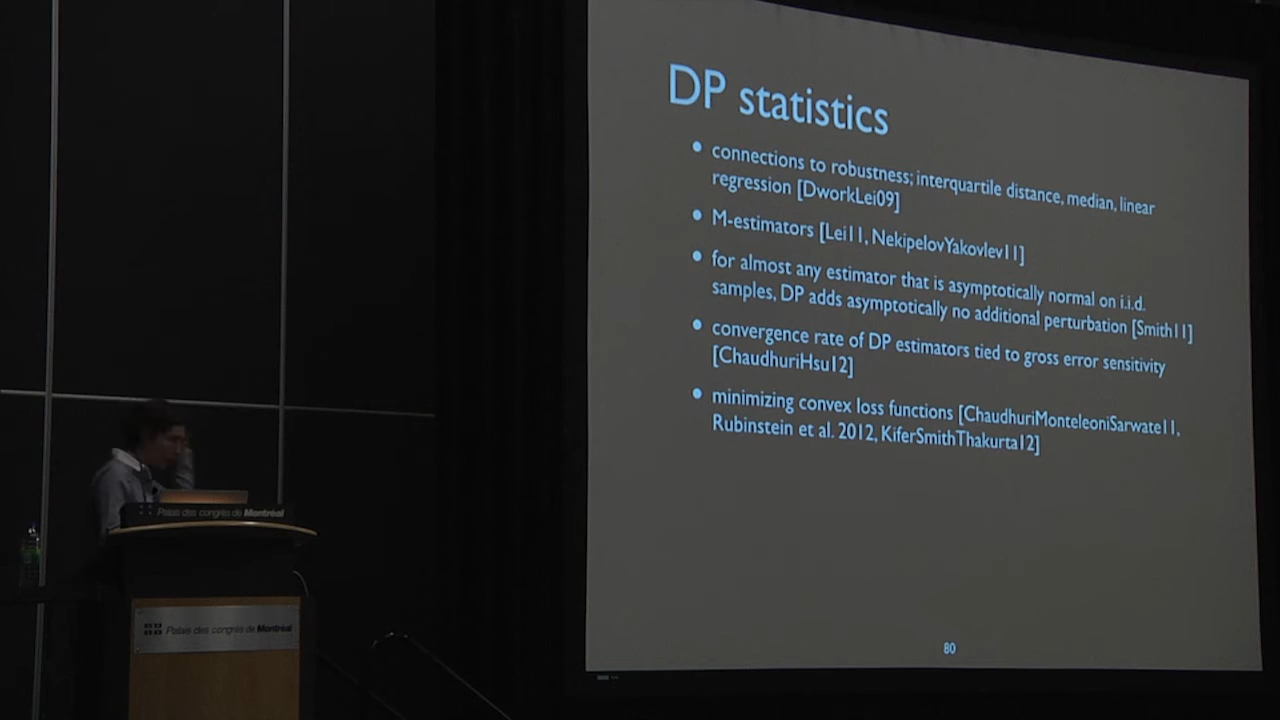 DP statistics
• connections to robustness; interquartile distance, median, linear
regression [DworkLei09]
• M-estimators [Lei11, NekipelovYakovlev11]
• for almost any estimator that is asymptotically normal on i.i.d.
samples, DP adds asymptotically no additional perturbation [Smith11]
• convergence rate of DP estimators tied to gross error sensitivity
[ChaudhuriHsu12]
• minimizing convex loss functions [ChaudhuriMonteleoniSarwate11,
Rubinstein et al. 2012, KiferSmithThakurta12]
80
Palais des congrès de Montréal
Palais des congrès de Montréal